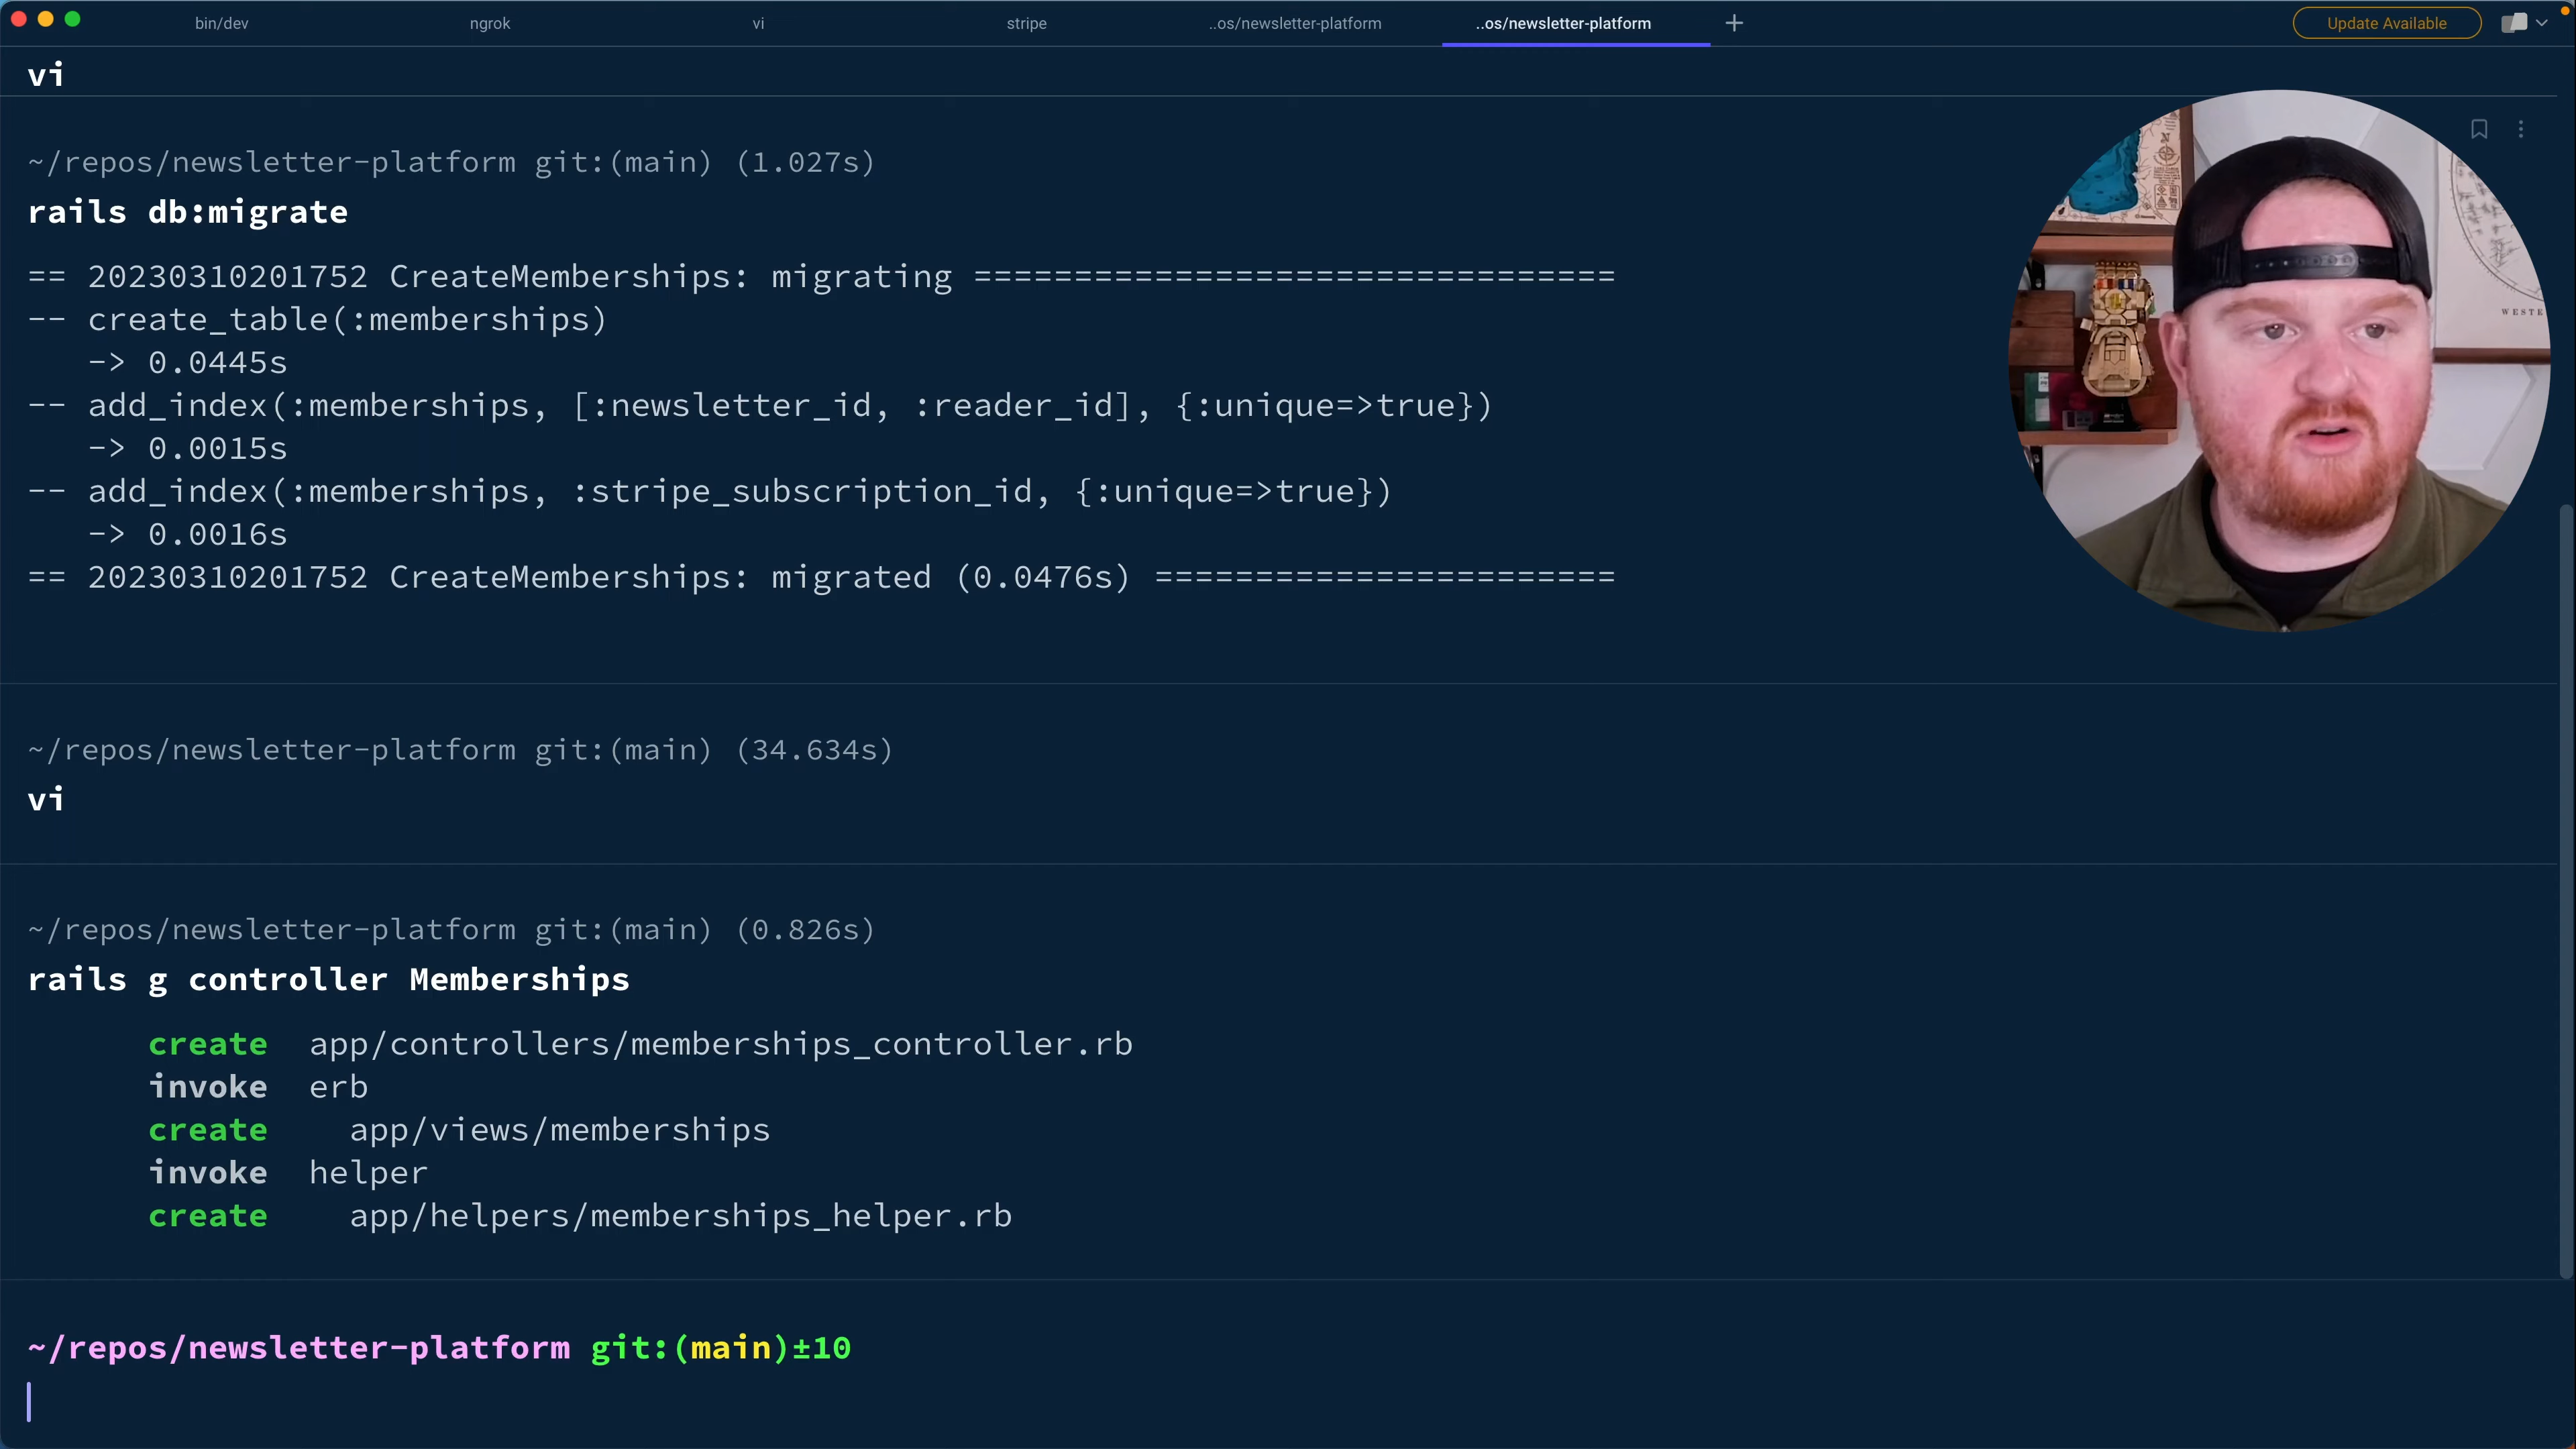 bin/dev ngrok vi stripe ..os/newsletter-platform ..os/newsletter-platform + Update Available
vi
~/repos/newsletter-platform git:(main) (1.027s)
rails db:migrate
== 20230310201752 CreateMemberships: migrating ================================
-- create_table(:memberships)
-> 0.0445s
-- add_index(:memberships, [:newsletter_id, :reader_id], {:unique=>true})
-> 0.0015s
-- add_index(:memberships, :stripe_subscription_id, {:unique=>true})
-> 0.0016s
== 20230310201752 CreateMemberships: migrated (0.0476s) =======================
WESTE
~/repos/newsletter-platform git:(main) (34.634s)
vi
~/repos/newsletter-platform git:(main) (0.826s)
rails g controller Memberships
create app/controllers/memberships_controller.rb
invoke erb
create app/views/memberships
invoke helper
create app/helpers/memberships_helper.rb
~/repos/newsletter-platform git:(main)±10